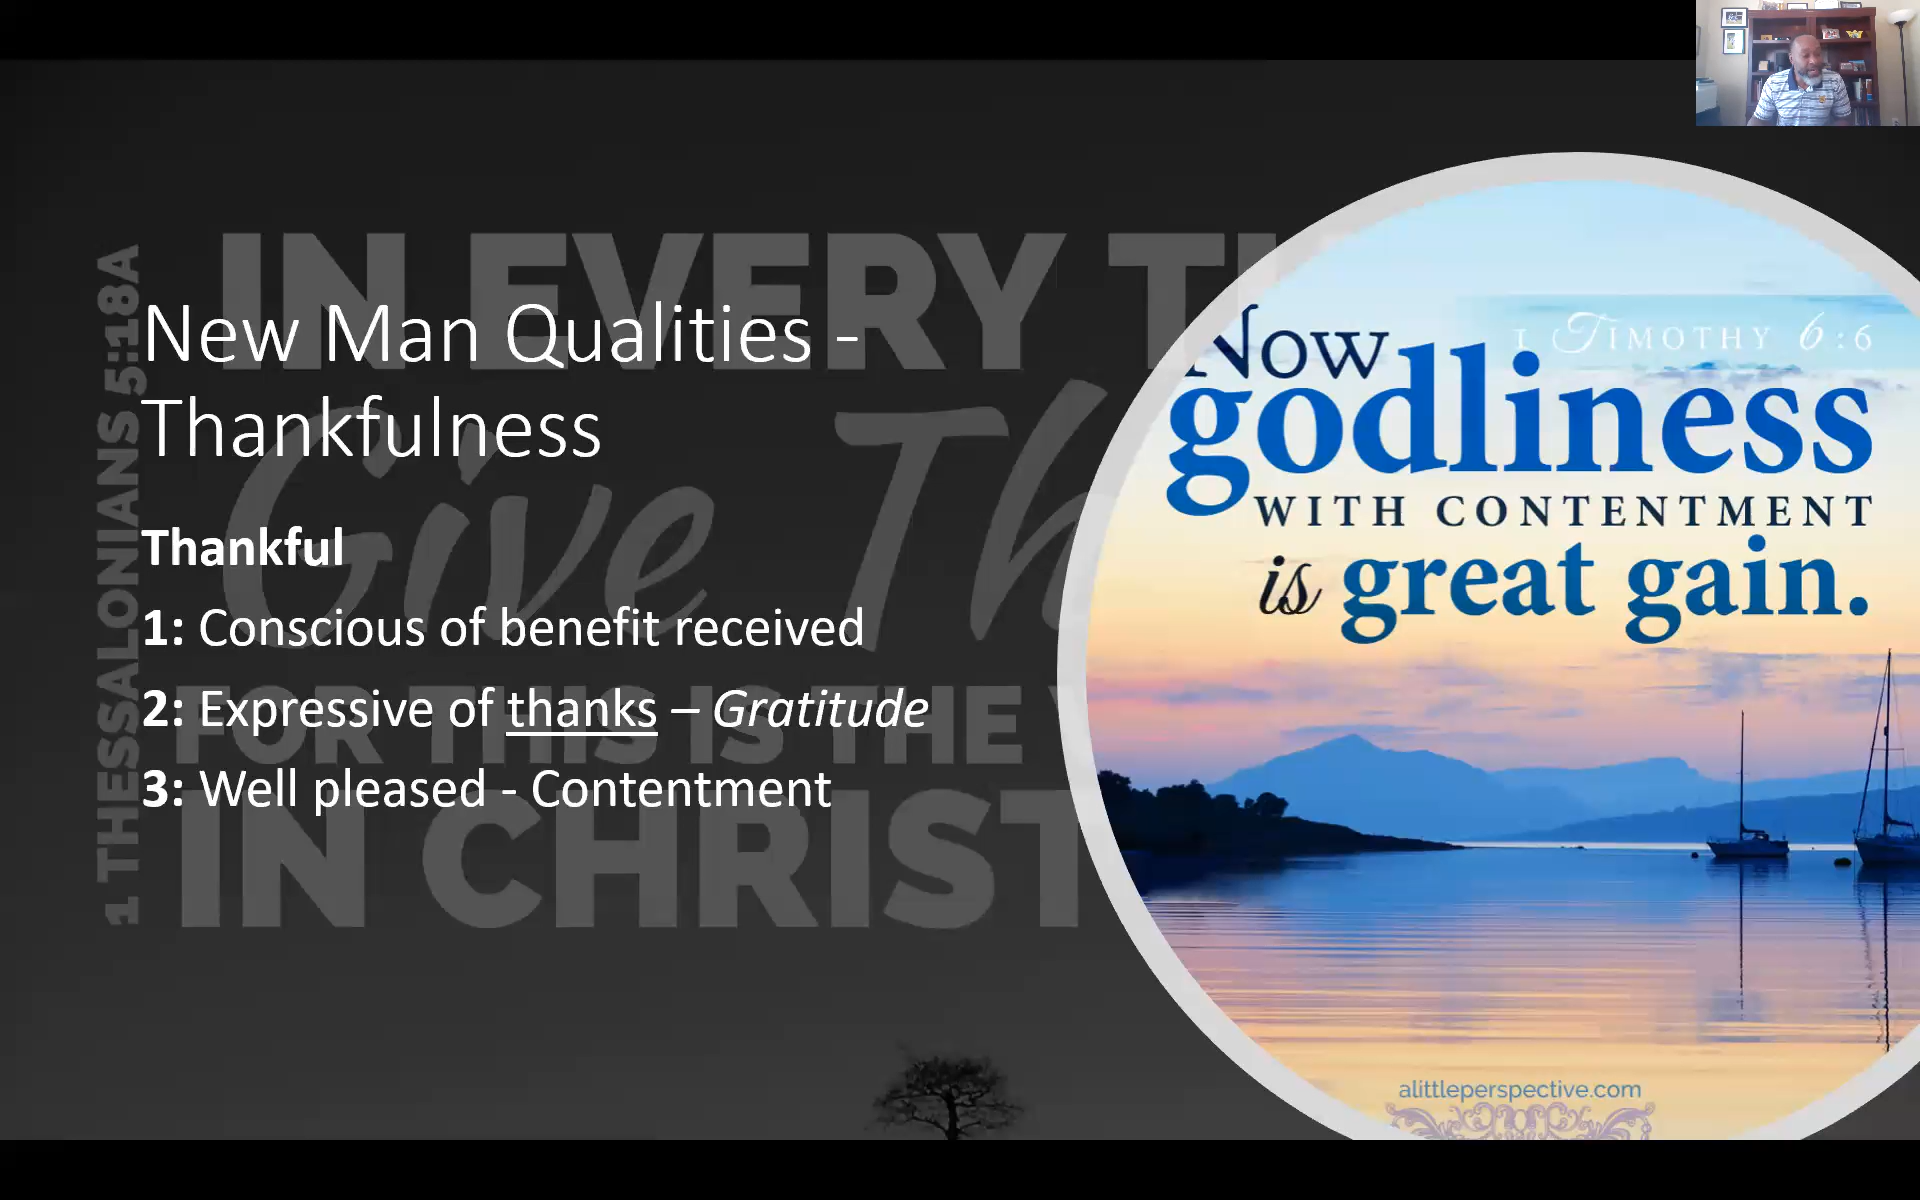 New Man Qualities -
Thankfulness
Thankful
1: Conscious of benefit received
2: Expressive of thanks – Gratitude
3: Well pleased - Contentment
1 THESSALONIANS 5:18A
IN EVERY
Give
FOR THIS IS THE
IN CHRIST
1 TIMOTHY 6:6
Now
godliness
WITH CONTENTMENT
is great gain.
alittleperspective.com